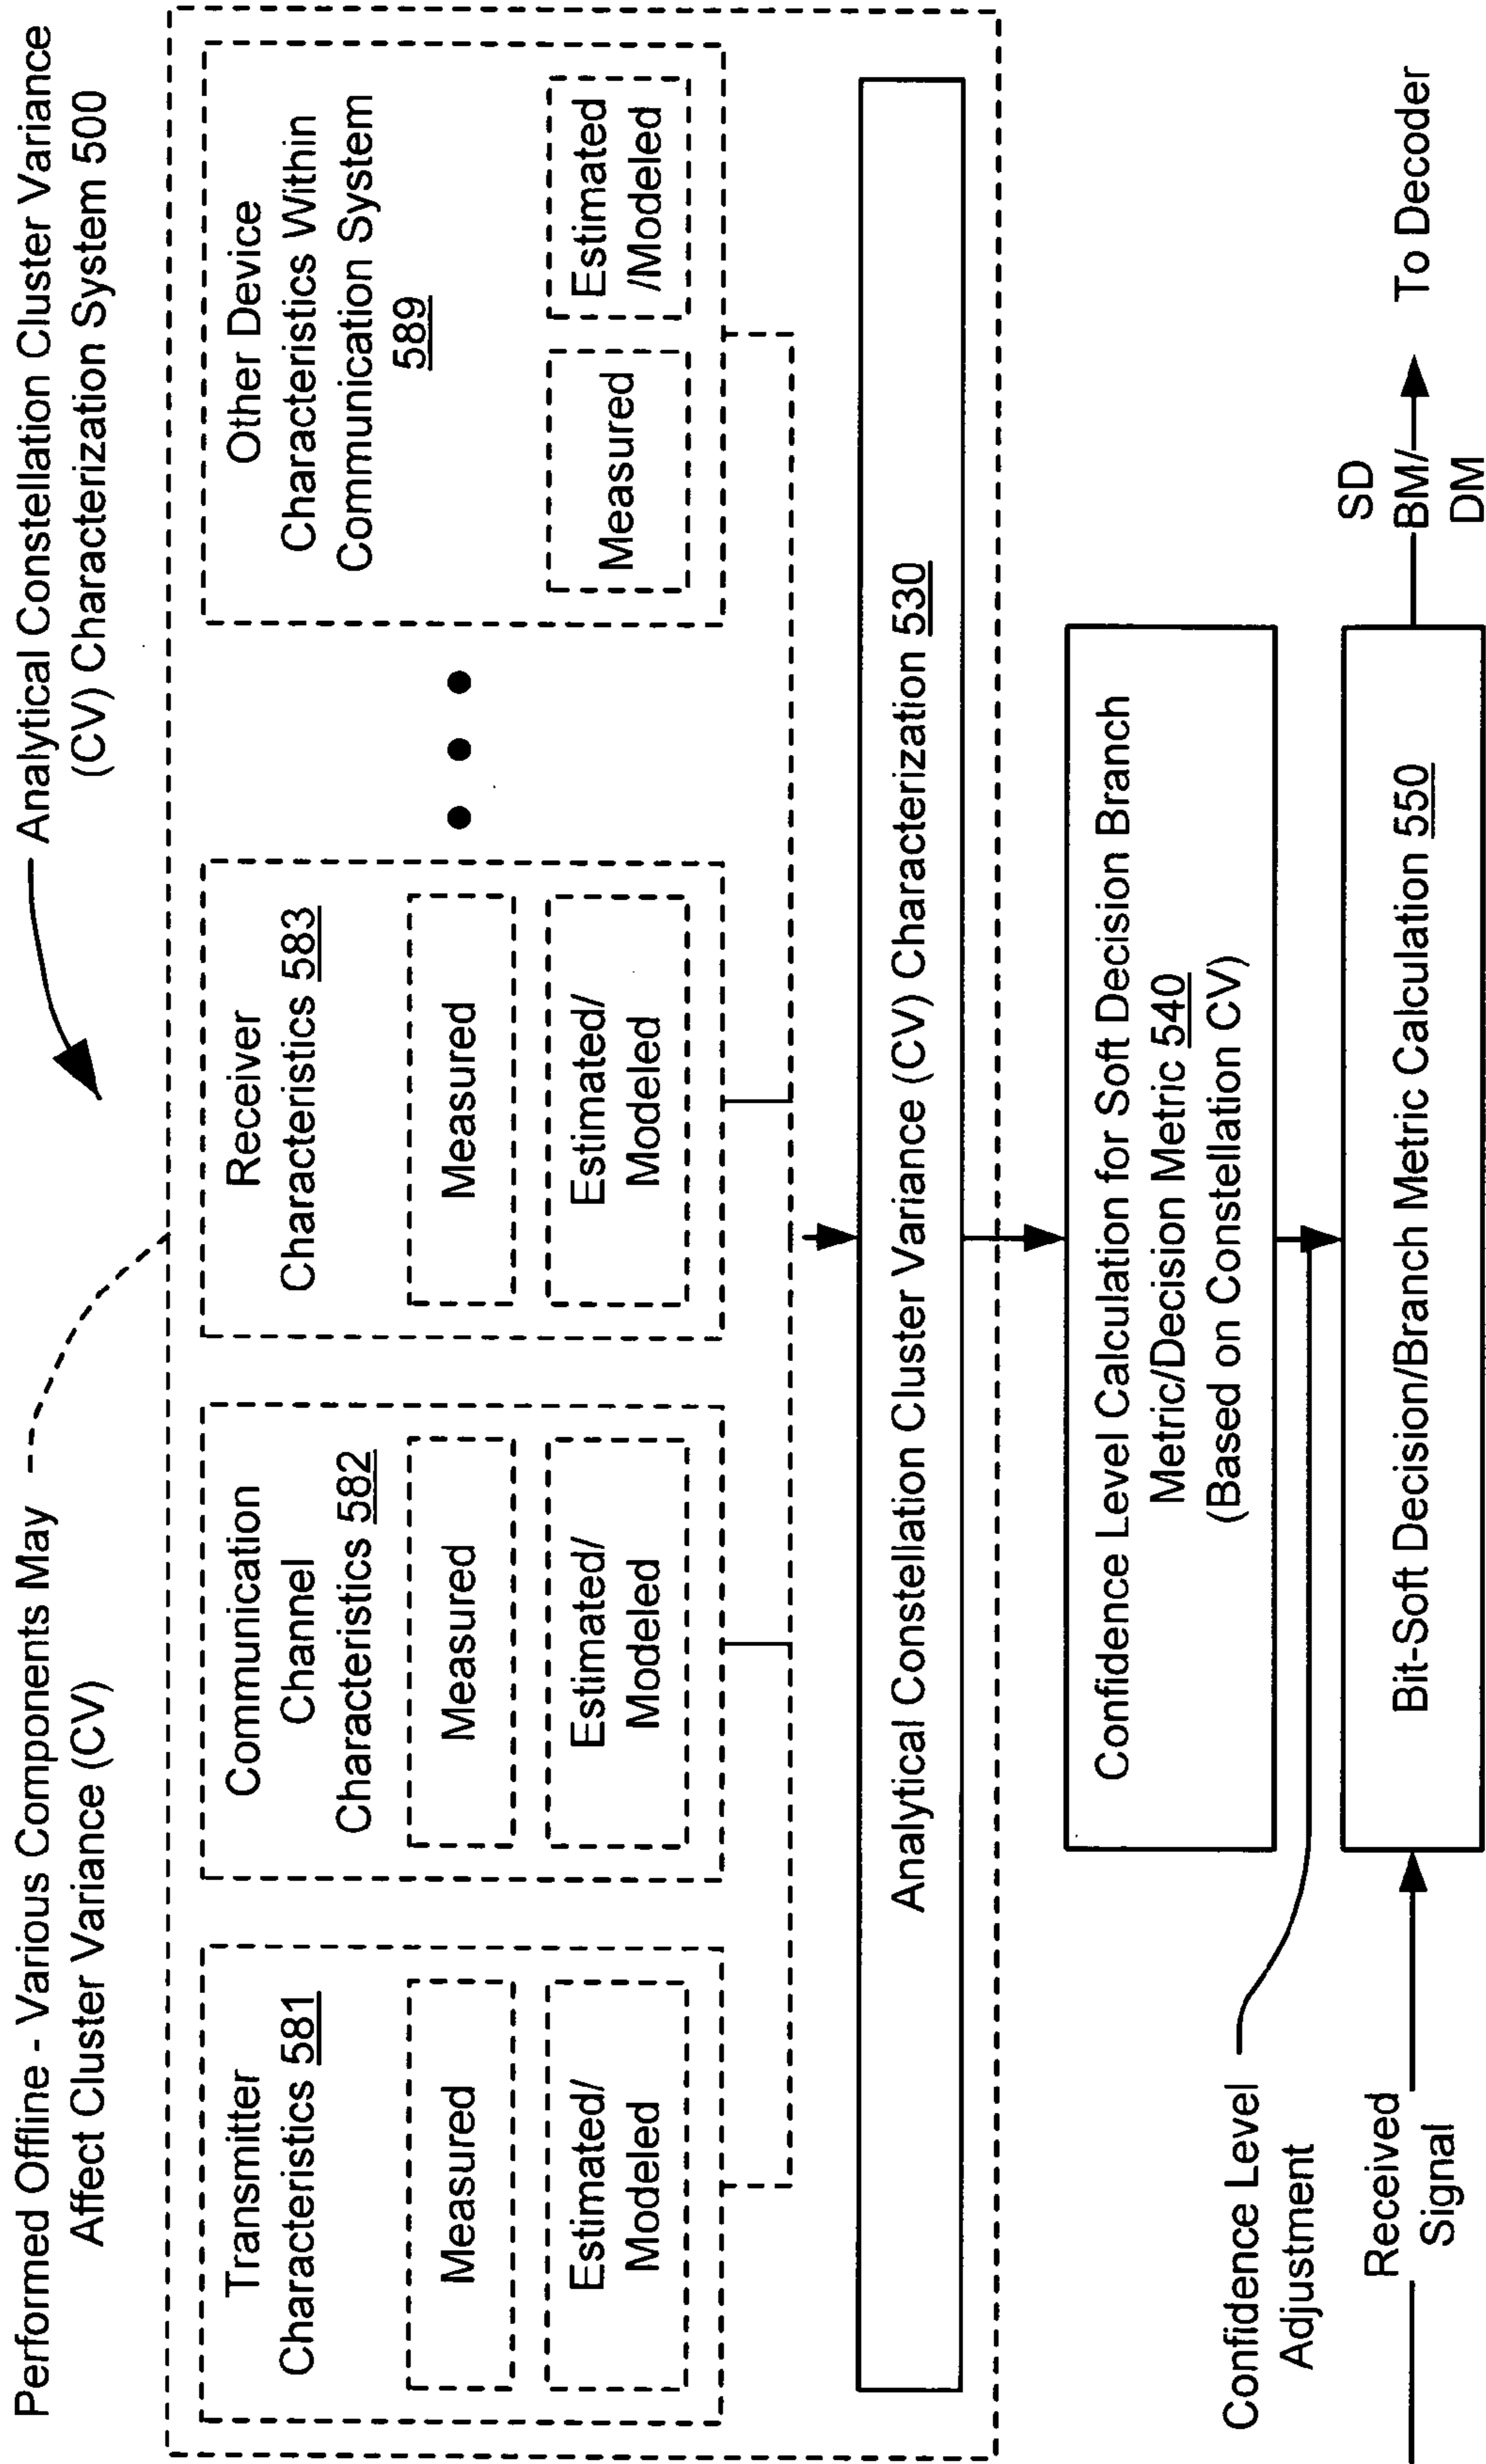 Performed Offline - Various Components May
Affect Cluster Variance (CV)
Analytical Constellation Cluster Variance
(CV) Characterization System 500
Transmitter
Characteristics 581
Measured
Estimated/
Modeled
Communication
Channel
Characteristics 582
Measured
Estimated/
Modeled
Receiver
Characteristics 583
Measured
Estimated/
Modeled
Other Device
Characteristics Within
Communication System
589
Measured
Estimated
/Modeled
Analytical Constellation Cluster Variance (CV) Characterization 530
Confidence Level Calculation for Soft Decision Branch
Metric/Decision Metric 540
(Based on Constellation CV)
Confidence Level
Adjustment
Received
Signal
Bit-Soft Decision/Branch Metric Calculation 550
SD
BM/
DM
To Decoder